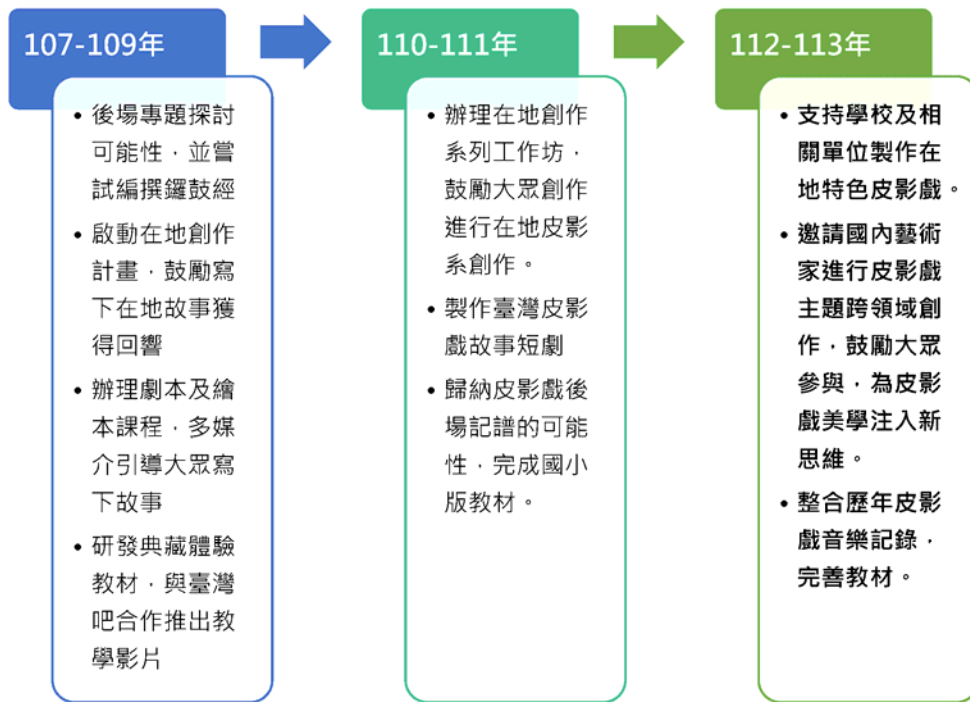 107-109年
• 後場專題探討
可能性，並嘗
試編撰鑼鼓經
• 啟動在地創作
計畫，鼓勵寫
下在地故事獲
得回響
• 辦理劇本及繪
本課程，多媒
介引導大眾寫
下故事
• 研發典藏體驗
教材，與臺灣
吧合作推出教
學影片
110-111年
• 辦理在地創作
系列工作坊，
鼓勵大眾創作
進行在地皮影
系創作。
• 製作臺灣皮影
戲故事短劇
• 歸納皮影戲後
場記譜的可能
性，完成國小
版教材。
112-113年
• 支持學校及相
關單位製作在
地特色皮影戲。
• 邀請國內藝術
家進行皮影戲
主題跨領域創
作，鼓勵大眾
參與，為皮影
戲美學注入新
思維。
• 整合歷年皮影
戲音樂記錄，
完善教材。